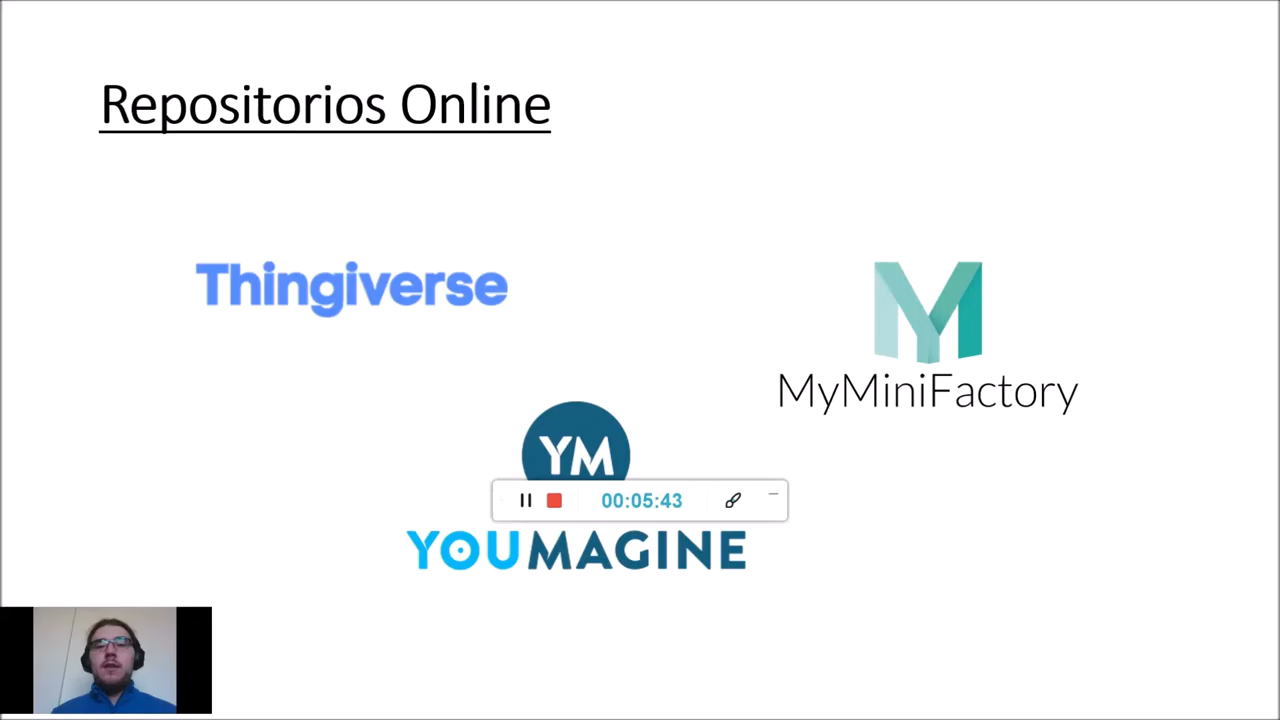 Repositorios Online
Thingiverse
MyMiniFactory
YM
00:05:43
YOUMAGINE